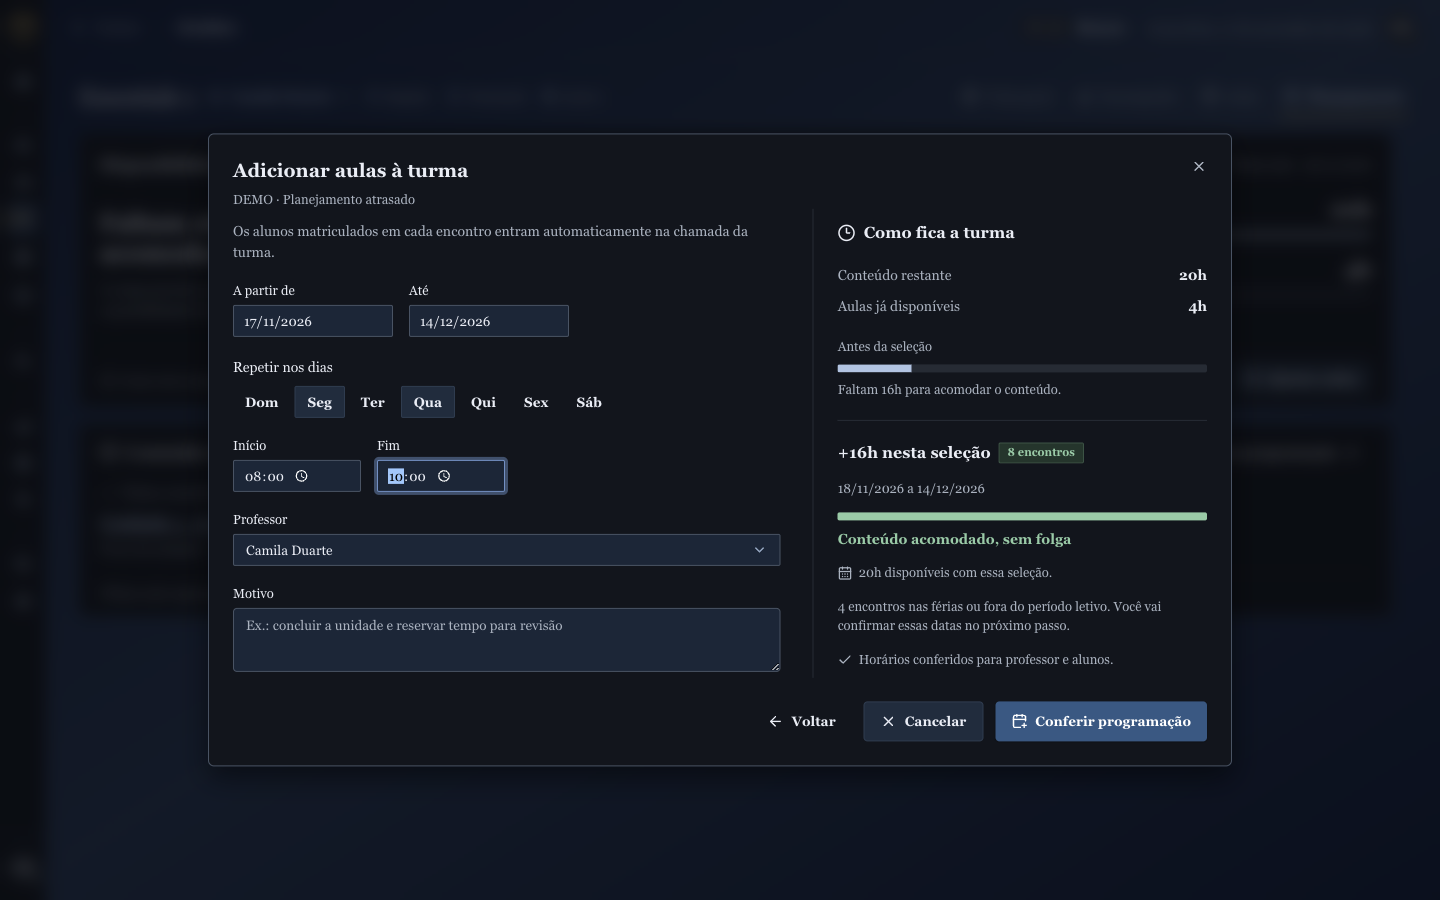 Adicionar aulas à turma
DEMO · Planejamento atrasado
Os alunos matriculados em cada encontro entram automaticamente na chamada da
turma.
A partir de
Até
17/11/2026
14/12/2026
Repetir nos dias
Dom Seg Ter Qua Qui Sex Sáb
Início
Fim
08:00
10:00
Professor
Camila Duarte
Motivo
Ex.: concluir a unidade e reservar tempo para revisão
Como fica a turma
Conteúdo restante 20h
Aulas já disponíveis 4h
Antes da seleção
Faltam 16h para acomodar o conteúdo.
+16h nesta seleção 8 encontros
18/11/2026 a 14/12/2026
Conteúdo acomodado, sem folga
20h disponíveis com essa seleção.
4 encontros nas férias ou fora do período letivo. Você vai
confirmar essas datas no próximo passo.
Horários conferidos para professor e alunos.
Voltar
Cancelar
Conferir programação